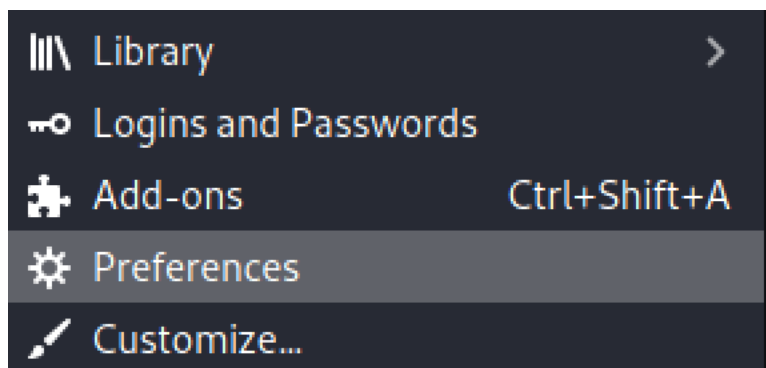 Library
Logins and Passwords
Add-ons Ctrl+Shift+A
Preferences
Customize...